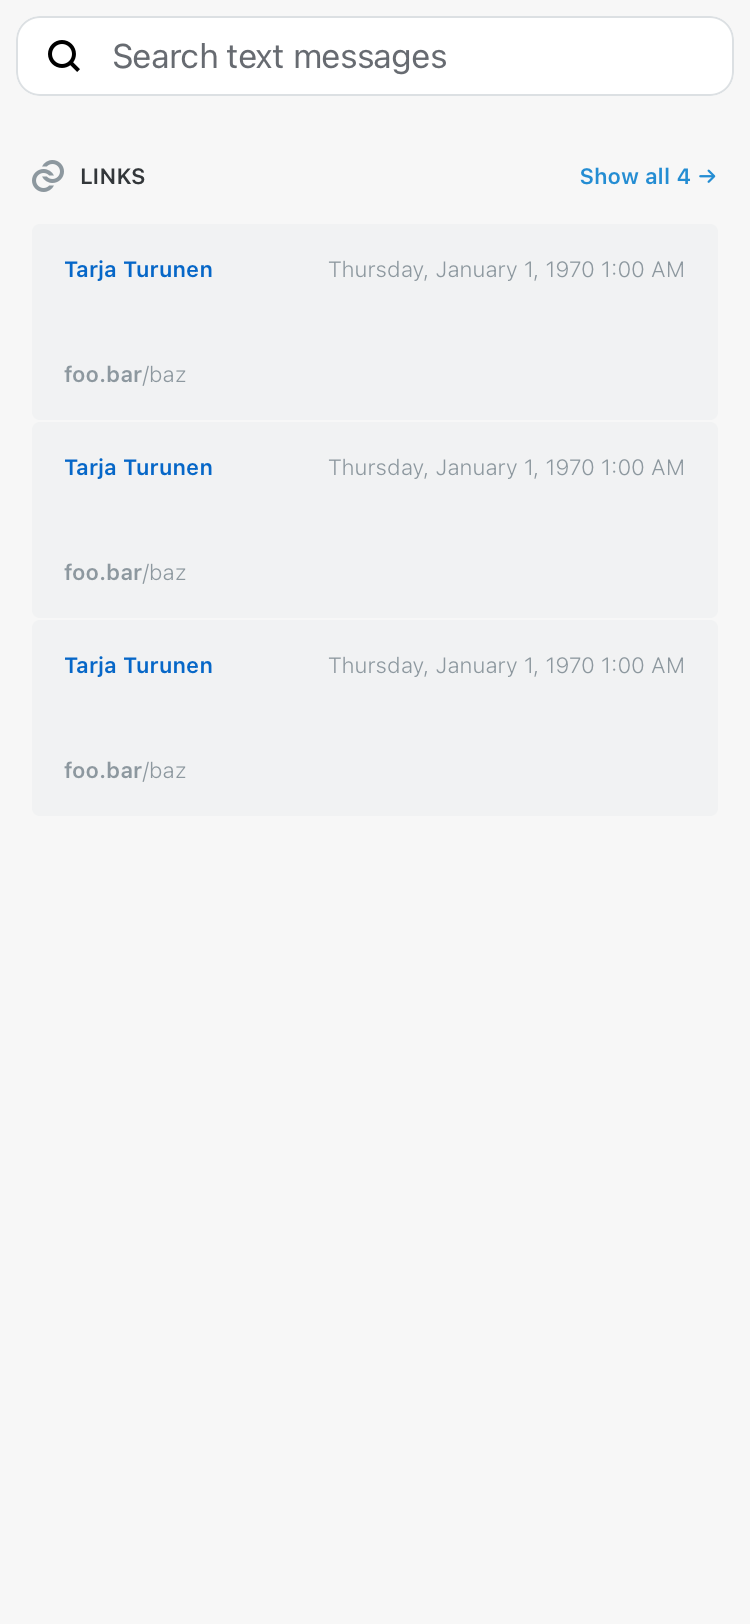 Search text messages
LINKS Show all 4 →
Tarja Turunen Thursday, January 1, 1970 1:00 AM
foo.bar/baz
Tarja Turunen Thursday, January 1, 1970 1:00 AM
foo.bar/baz
Tarja Turunen Thursday, January 1, 1970 1:00 AM
foo.bar/baz